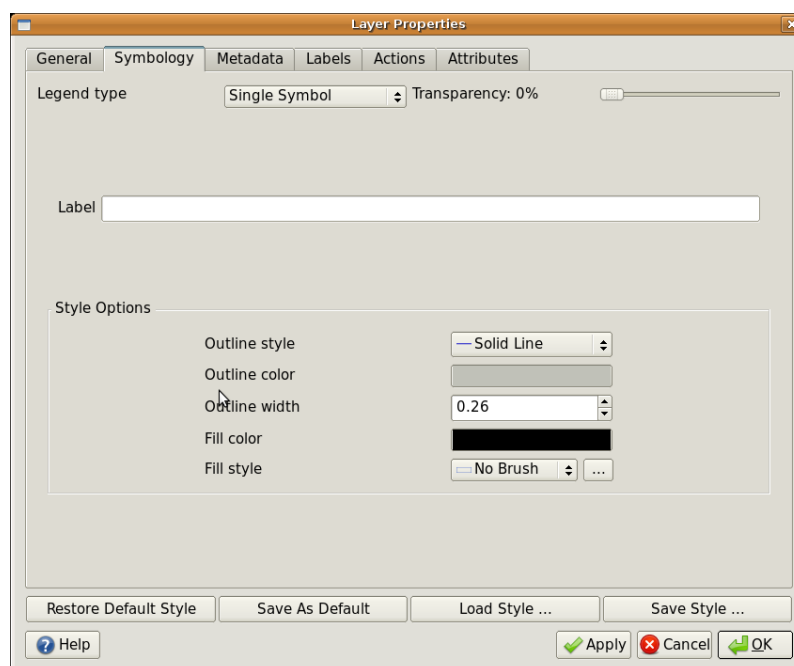 Layer Properties
General Symbology Metadata Labels Actions Attributes
Legend type Single Symbol Transparency: 0%
Label
Style Options
Outline style Solid Line
Outline color
Outline width 0.26
Fill color
Fill style No Brush ...
Restore Default Style Save As Default Load Style ... Save Style ...
Help Apply Cancel OK